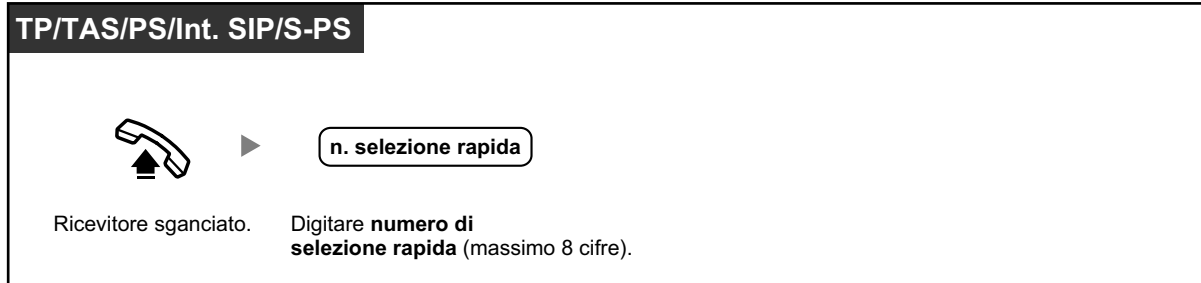 TP/TAS/PS/Int. SIP/S-PS
n. selezione rapida
Ricevitore sganciato.
Digitare numero di
selezione rapida (massimo 8 cifre).